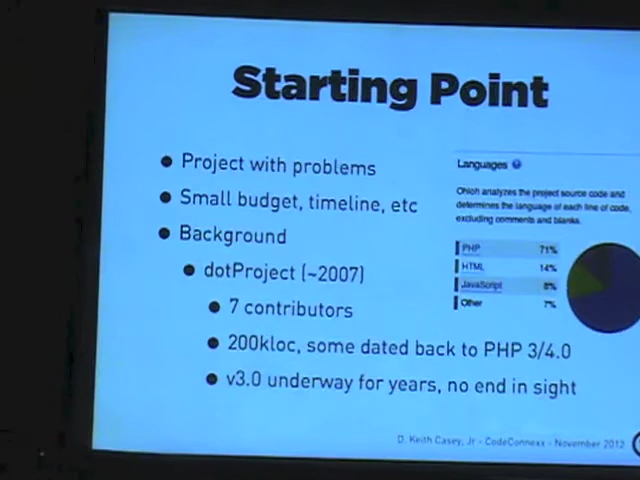 Starting Point
Project with problems
Small budget, timeline, etc
Background
dotProject (~2007)
7 contributors
200kloc, some dated back to PHP 3/4.0
v3.0 underway for years, no end in sight
Languages
Ohloh analyzes the project source code and
determines the language of each line of code,
excluding comments and blanks.
PHP 71%
HTML 14%
JavaScript 8%
Other 7%
D. Keith Casey, Jr - CodeConnexx - November 2012